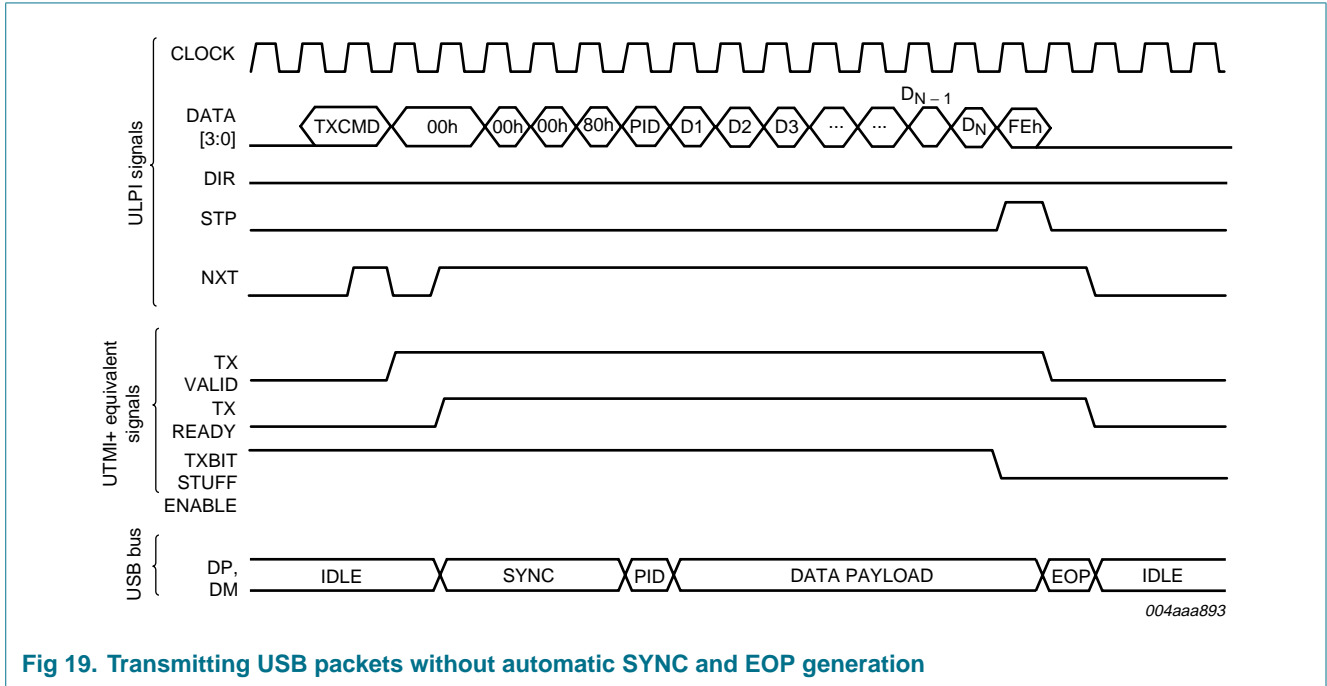 ULPI signals
CLOCK
DATA
[3:0]
TXCMD 00h 00h 00h 80h PID D1 D2 D3 ... ... DN − 1 DN FEh
DIR
STP
NXT
UTMI+ equivalent
signals
TX
VALID
TX
READY
TXBIT
STUFF
ENABLE
USB bus
DP,
DM
IDLE SYNC PID DATA PAYLOAD EOP IDLE
004aaa893
Fig 19. Transmitting USB packets without automatic SYNC and EOP generation